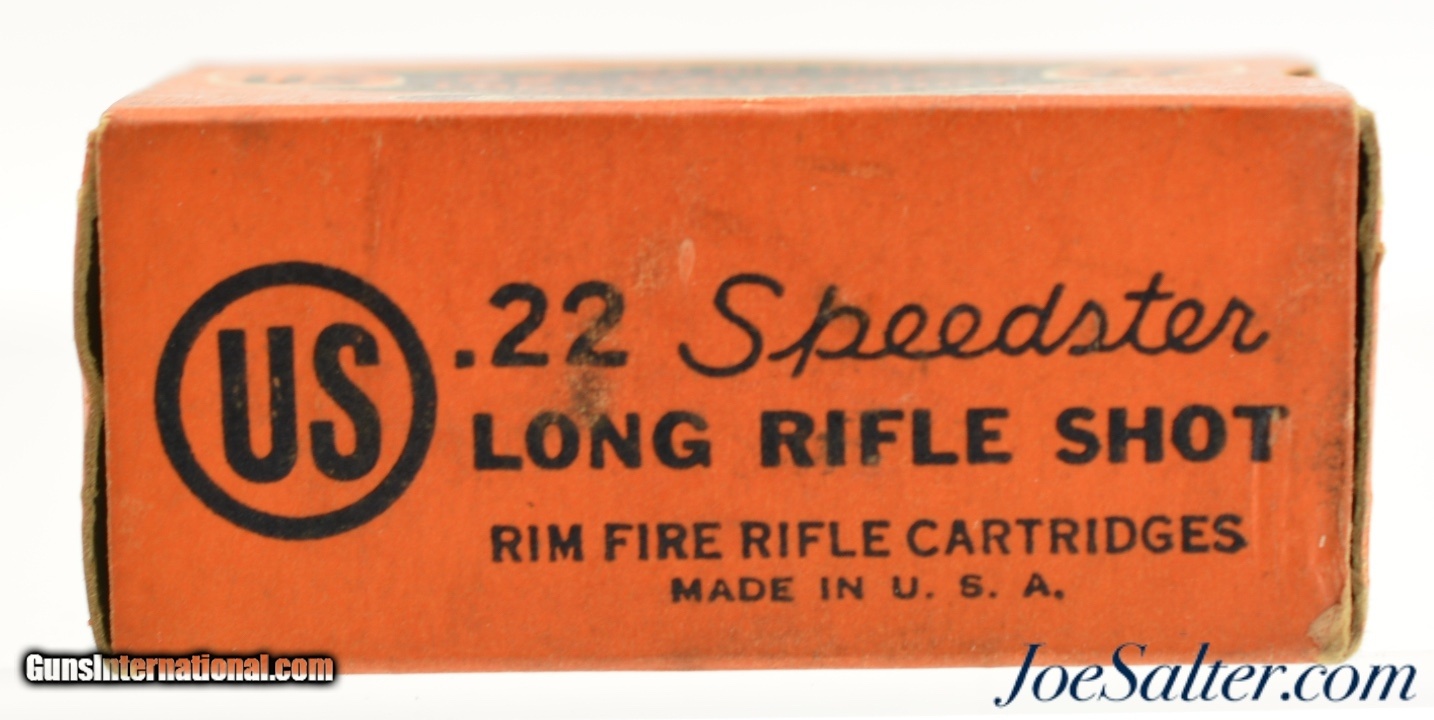 US
.22 Speedster
LONG RIFLE SHOT
RIM FIRE RIFLE CARTRIDGES
MADE IN U. S. A.
GunsInternational.com
JoeSalter.com